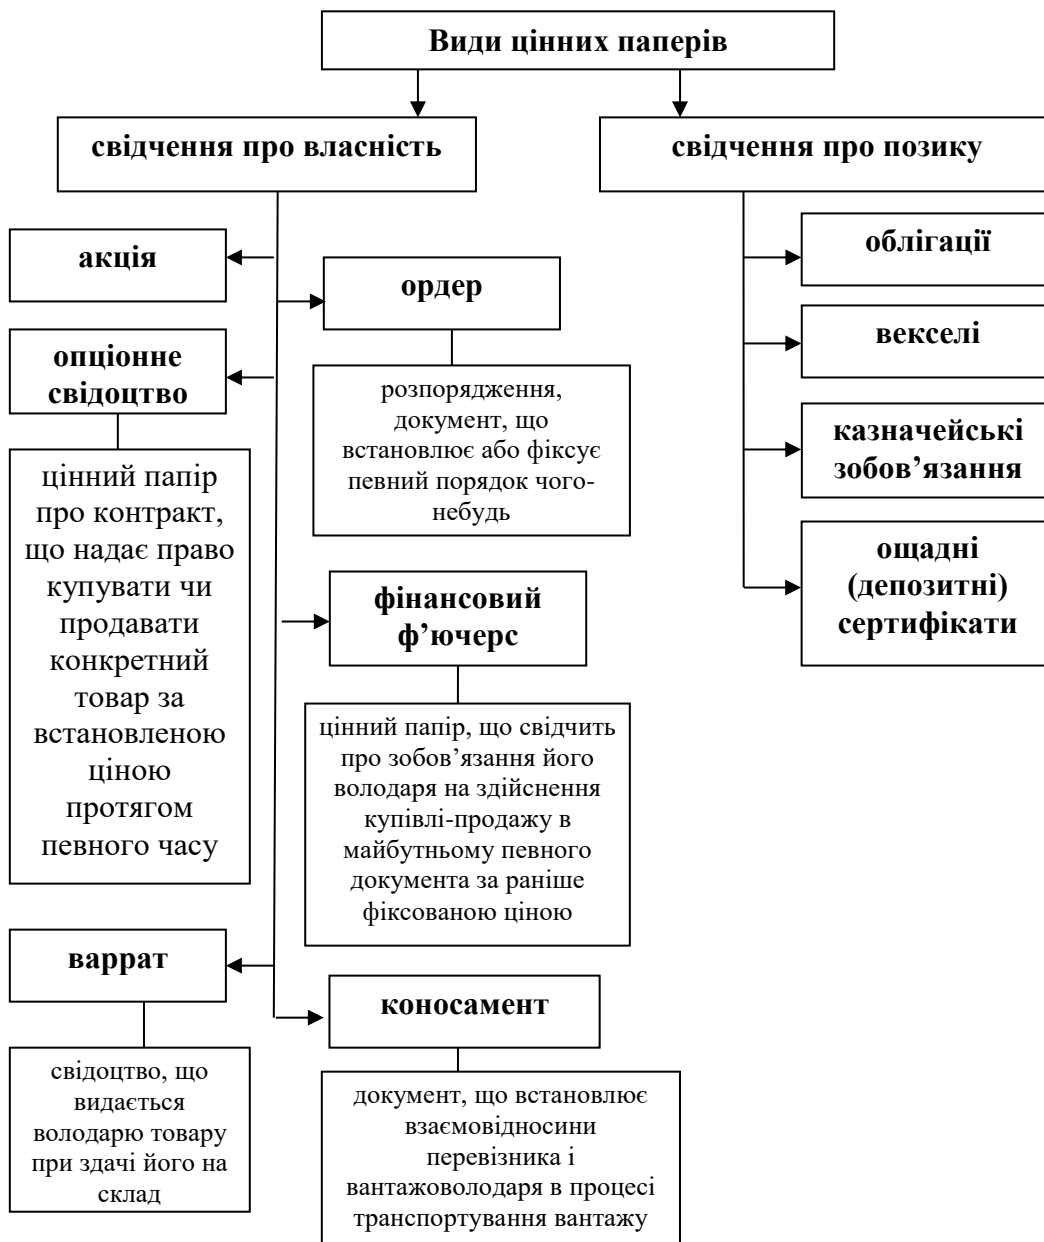 Види цінних паперів
свідчення про власність
свідчення про позику
акція
ордер
розпорядження,
документ, що
встановлює або фіксує
певний порядок чого-
небудь
опціонне
свідоцтво
цінний папір
про контракт,
що надає право
купувати чи
продавати
конкретний
товар за
встановленою
ціною
протягом
певного часу
фінансовий
ф’ючерс
цінний папір, що свідчить
про зобов’язання його
володаря на здійснення
купівлі-продажу в
майбутньому певного
документа за раніше
фіксованою ціною
варрат
свідоцтво, що
видається
володарю товару
при здачі його на
склад
коносамент
документ, що встановлює
взаємовідносини
перевізника і
вантажоволодаря в процесі
транспортування вантажу
облігації
векселі
казначейські
зобов’язання
ощадні
(депозитні)
сертифікати